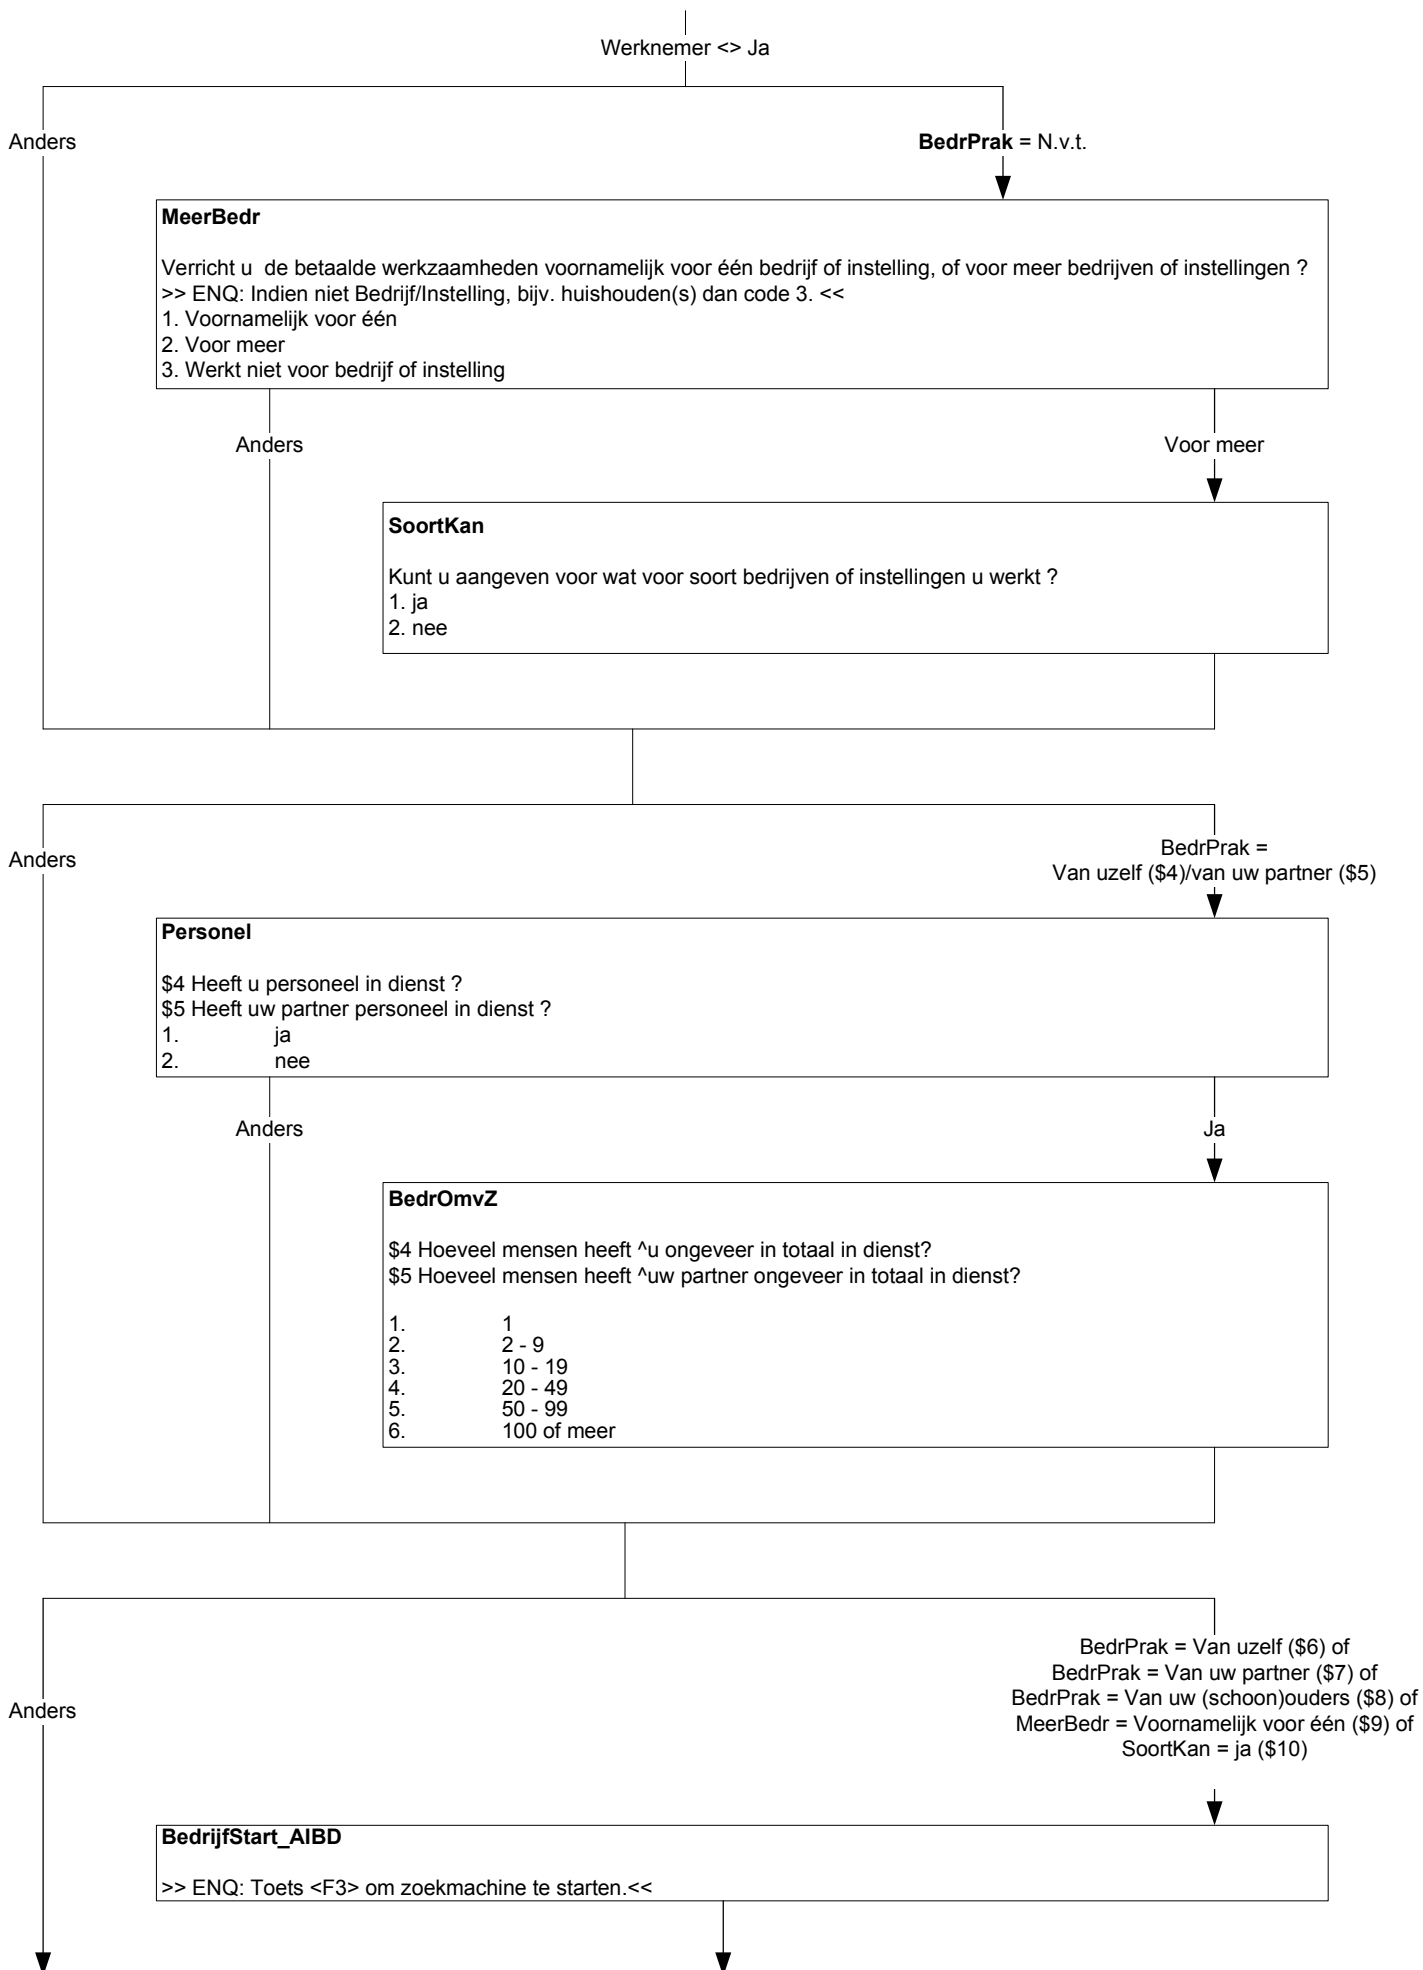 Werknemer <> Ja
Anders
BedrPrak = N.v.t.
MeerBedr
Verricht u  de betaalde werkzaamheden voornamelijk voor één bedrijf of instelling, of voor meer bedrijven of instellingen ?
>> ENQ: Indien niet Bedrijf/Instelling, bijv. huishouden(s) dan code 3. <<
1. Voornamelijk voor één
2. Voor meer
3. Werkt niet voor bedrijf of instelling
Anders
Voor meer
SoortKan
Kunt u aangeven voor wat voor soort bedrijven of instellingen u werkt ?
1. ja
2. nee
Anders
BedrPrak =
Van uzelf ($4)/van uw partner ($5)
Personel
$4 Heeft u personeel in dienst ?
$5 Heeft uw partner personeel in dienst ?
1. ja
2. nee
Anders
Ja
BedrOmvZ
$4 Hoeveel mensen heeft ^u ongeveer in totaal in dienst?
$5 Hoeveel mensen heeft ^uw partner ongeveer in totaal in dienst?
1. 1
2. 2 - 9
3. 10 - 19
4. 20 - 49
5. 50 - 99
6. 100 of meer
Anders
BedrPrak = Van uzelf ($6) of
BedrPrak = Van uw partner ($7) of
BedrPrak = Van uw (schoon)ouders ($8) of
MeerBedr = Voornamelijk voor één ($9) of
SoortKan = ja ($10)
BedrijfStart_AIBD
>> ENQ: Toets <F3> om zoekmachine te starten.<<